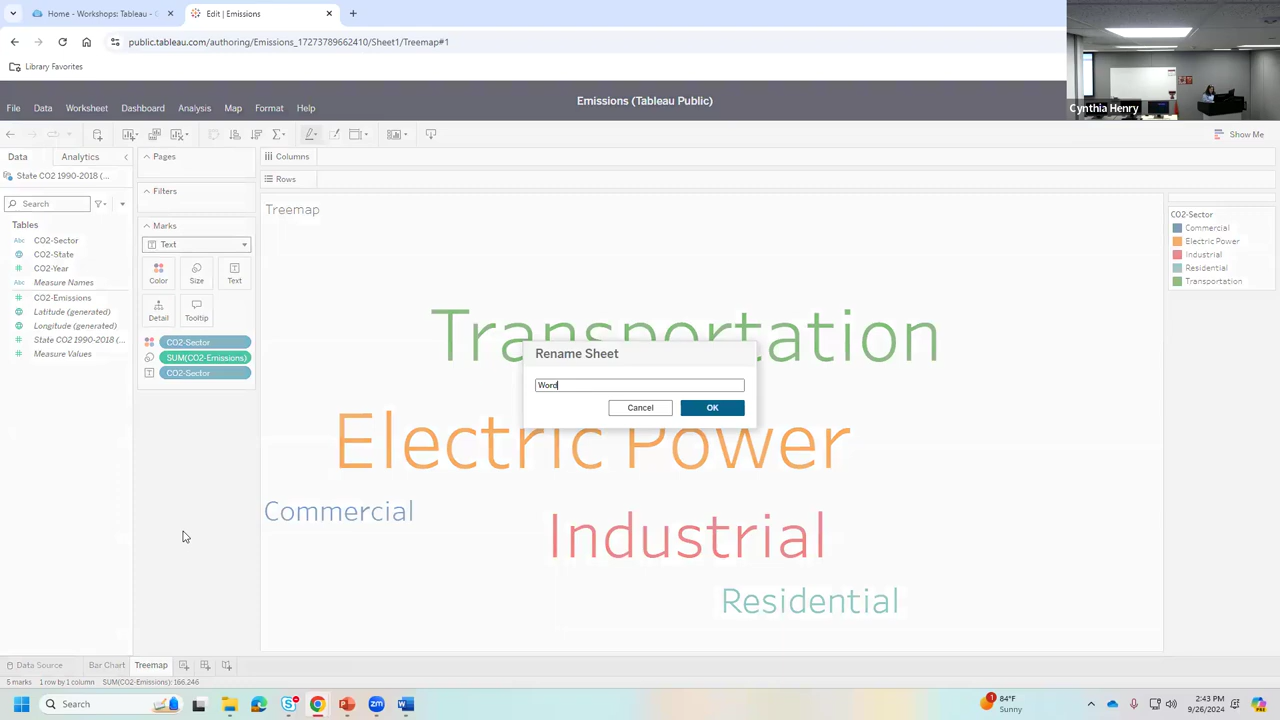 Home - Workshops: Tableau - C
Edit | Emissions
public.tableau.com/authoring/Emissions_17273789662410/Sheet1/Treemap#1
Library Favorites
Cynthia Henry
Emissions (Tableau Public)
File Data Worksheet Dashboard Analysis Map Format Help
Show Me
Data Analytics
Pages
Columns
State CO2 1990-2018 (...
Rows
Filters
Search
Treemap
CO2-Sector
Tables
Marks
Commercial
CO2-Sector
Text
Electric Power
CO2-State
Industrial
CO2-Year
Residential
Measure Names
Color Size Text
Transportation
CO2-Emissions
Latitude (generated)
Detail Tooltip
Longitude (generated)
State CO2 1990-2018 (...
CO2-Sector
Measure Values
SUM(CO2-Emissions)
CO2-Sector
Transportation
Rename Sheet
Word
Cancel OK
Electric Power
Commercial
Industrial
Residential
Data Source Bar Chart Treemap
5 marks 1 row by 1 column SUM(CO2-Emissions): 166,246
Search
84°F
Sunny
2:43 PM
9/26/2024